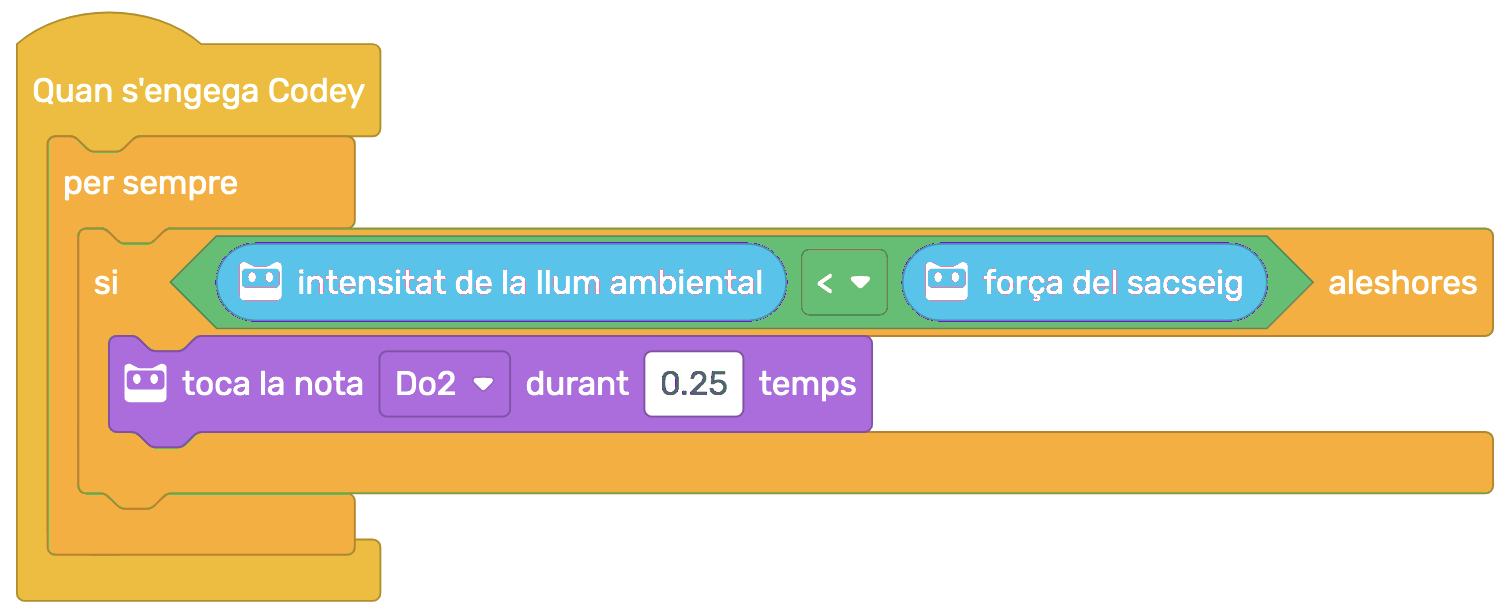 Quan s'engega Codey
per sempre
si intensitat de la llum ambiental < força del sacseig aleshores
toca la nota Do2 durant 0.25 temps